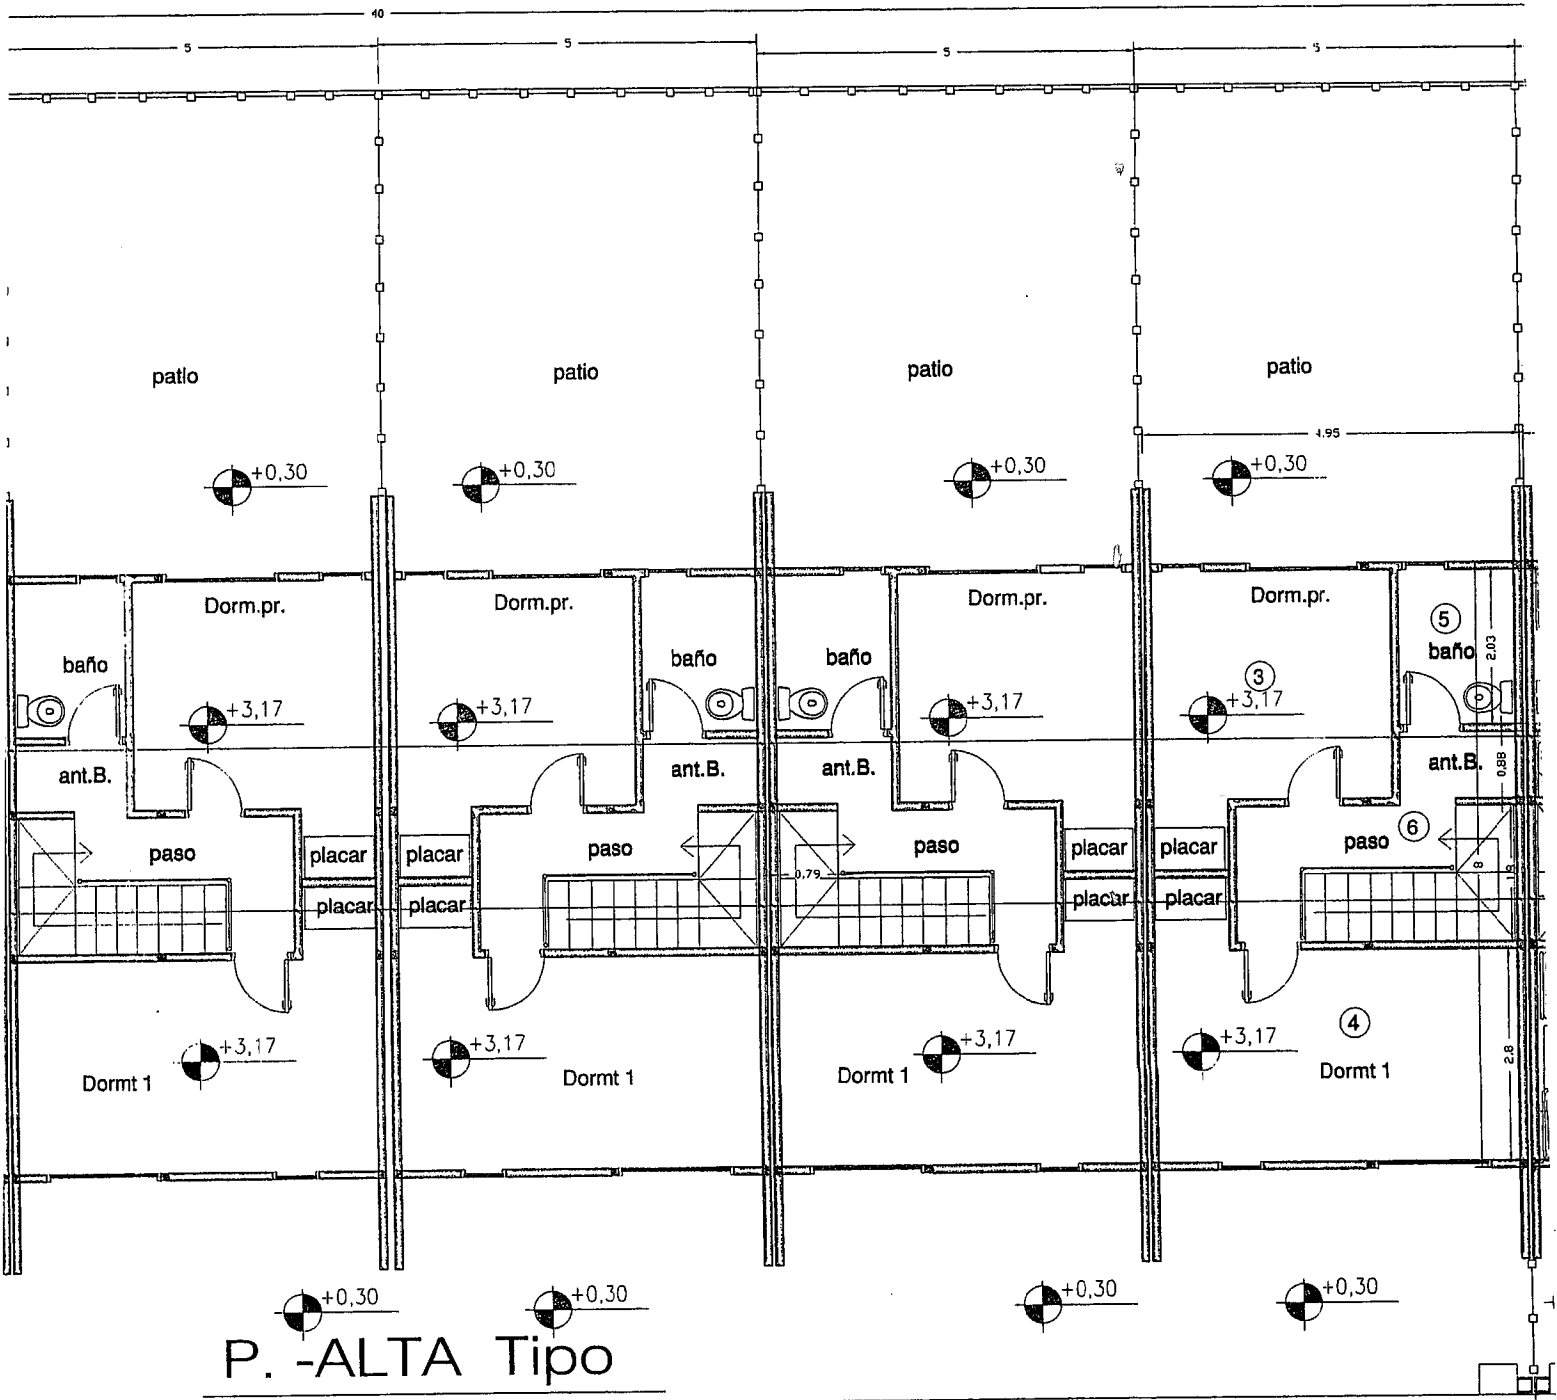 40
5 5 5 5
patio patio patio patio
4.95
+0,30 +0,30 +0,30 +0,30
Dorm.pr. Dorm.pr. Dorm.pr. Dorm.pr.
5
baño baño baño baño 2.03
3
+3,17 +3,17 +3,17 +3,17
ant.B. ant.B. ant.B. ant.B. 0,88
6
paso placar placar paso paso placar placar paso
8
0,79
placar placar placar placar
4
+3,17 +3,17 +3,17 +3,17
2.8
Dormt 1 Dormt 1 Dormt 1 Dormt 1
+0,30 +0,30 +0,30 +0,30
P. -ALTA Tipo